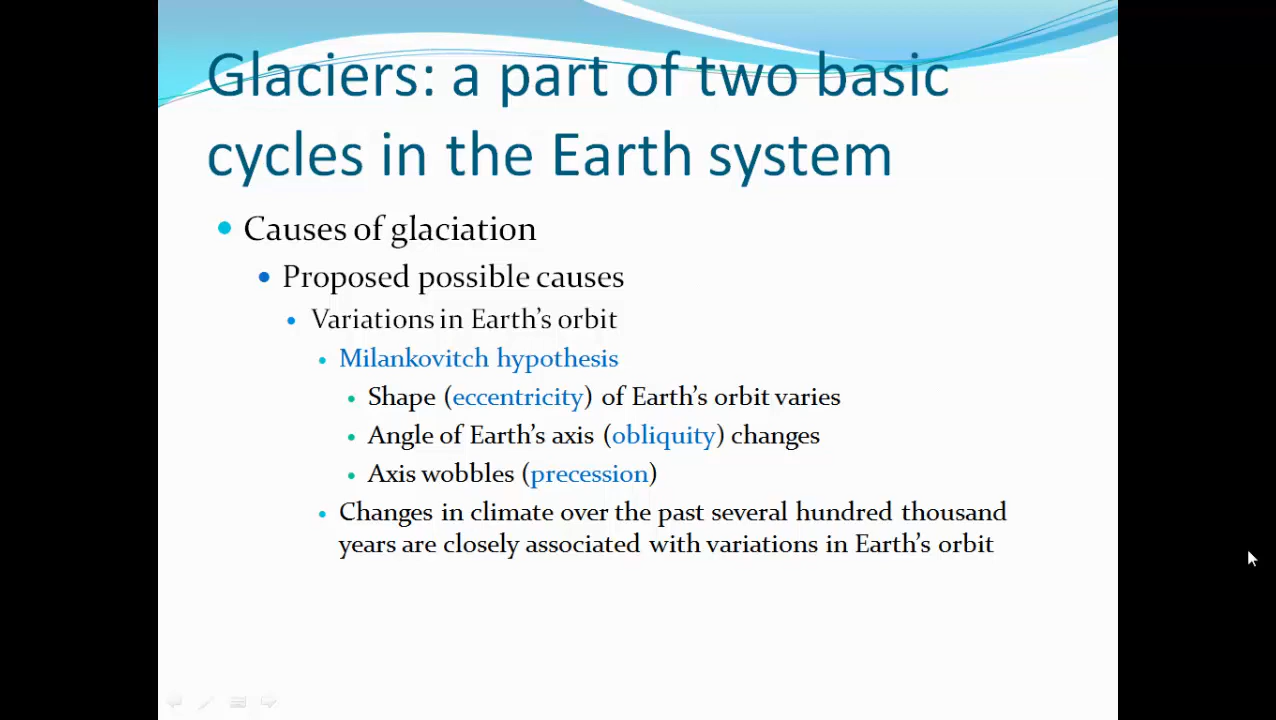 Glaciers: a part of two basic
cycles in the Earth system
Causes of glaciation
Proposed possible causes
Variations in Earth’s orbit
Milankovitch hypothesis
Shape (eccentricity) of Earth’s orbit varies
Angle of Earth’s axis (obliquity) changes
Axis wobbles (precession)
Changes in climate over the past several hundred thousand
years are closely associated with variations in Earth’s orbit